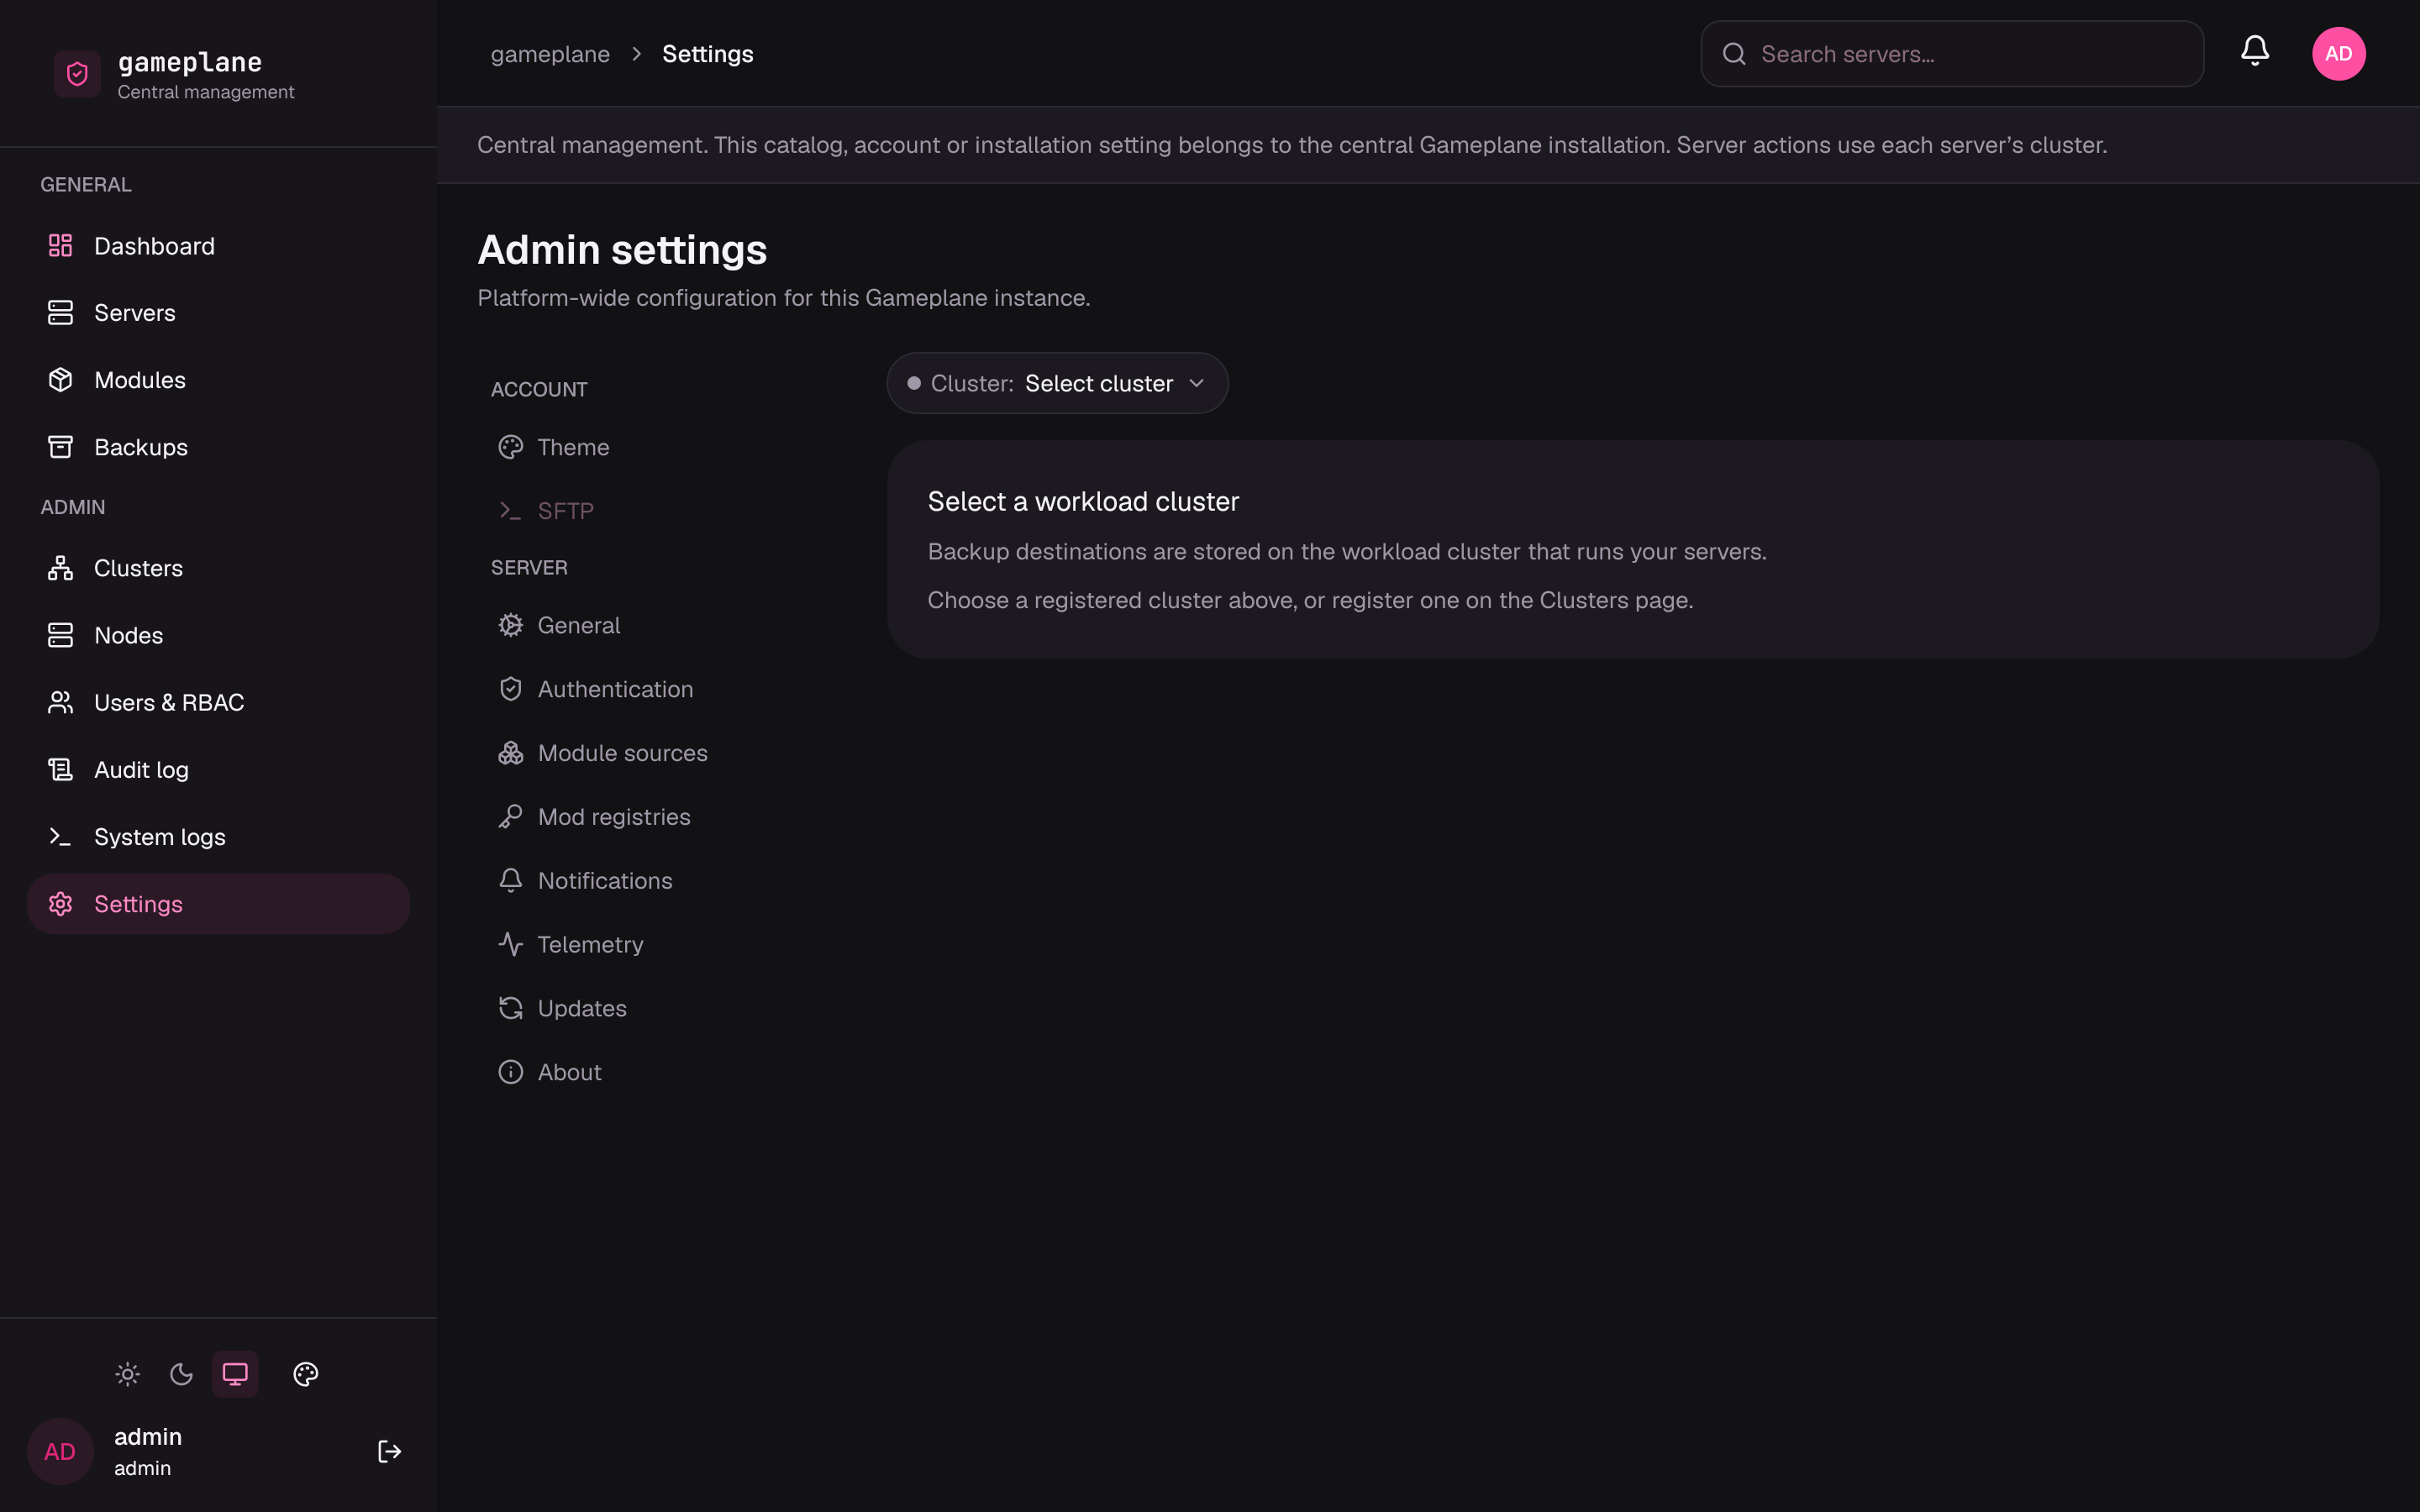 gameplane
Central management
GENERAL
Dashboard
Servers
Modules
Backups
ADMIN
Clusters
Nodes
Users & RBAC
Audit log
System logs
Settings
AD
admin
admin
gameplane
Settings
Search servers…
AD
Central management. This catalog, account or installation setting belongs to the central Gameplane installation. Server actions use each server’s cluster.
Admin settings
Platform-wide configuration for this Gameplane instance.
ACCOUNT
Theme
SFTP
SERVER
General
Authentication
Module sources
Mod registries
Notifications
Telemetry
Updates
About
Cluster: Select cluster
Select a workload cluster
Backup destinations are stored on the workload cluster that runs your servers.
Choose a registered cluster above, or register one on the Clusters page.